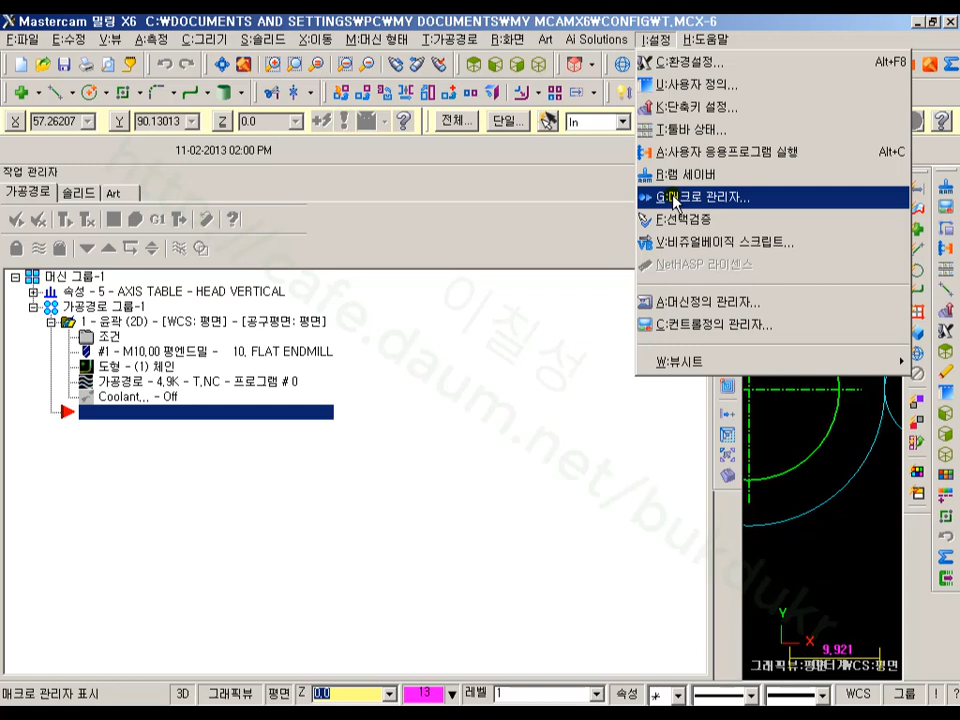 Mastercam 밀링 X6 C:₩DOCUMENTS AND SETTINGS₩PC₩MY DOCUMENTS₩MY MCAMX6₩CONFIG₩T.MCX-6
F:파일 E:수정 V:뷰 A:측정 C:그리기 S:솔리드 X:이동 M:머신 형태 T:가공경로 R:화면 Art Ai Solutions I:설정 H:도움말
C:환경설정... Alt+F8
U:사용자 정의...
K:단축키 설정...
T:툴바 상태...
A:사용자 응용프로그램 실행 Alt+C
R:램 세이버
G:매크로 관리자...
F:선택검증
V:비쥬얼베이직 스크립트...
NetHASP 라이센스
A:머신정의 관리자...
C:컨트롤정의 관리자...
W:뷰시트
G1
X 57.26207 Y 90.13013 Z 0.0 전체... 단일... In
11-02-2013 02:00 PM
작업 관리자
가공경로 솔리드 Art
머신 그룹-1
속성 - 5 - AXIS TABLE - HEAD VERTICAL
가공경로 그룹-1
1 - 윤곽 (2D) - [WCS: 평면] - [공구평면: 평면]
조건
#1 - M10.00 평엔드밀 - 10. FLAT ENDMILL
도형 - (1) 체인
가공경로 - 4.9K - T.NC - 프로그램 # 0
Coolant... - Off
http://cafe.daum.net/bukdukr
이철성
Y
X
9.921
WCS:평면
매크로 관리자 표시 3D 그래픽뷰 평면 Z 0.0 13 레벨 1 속성 WCS 그룹 ! ?